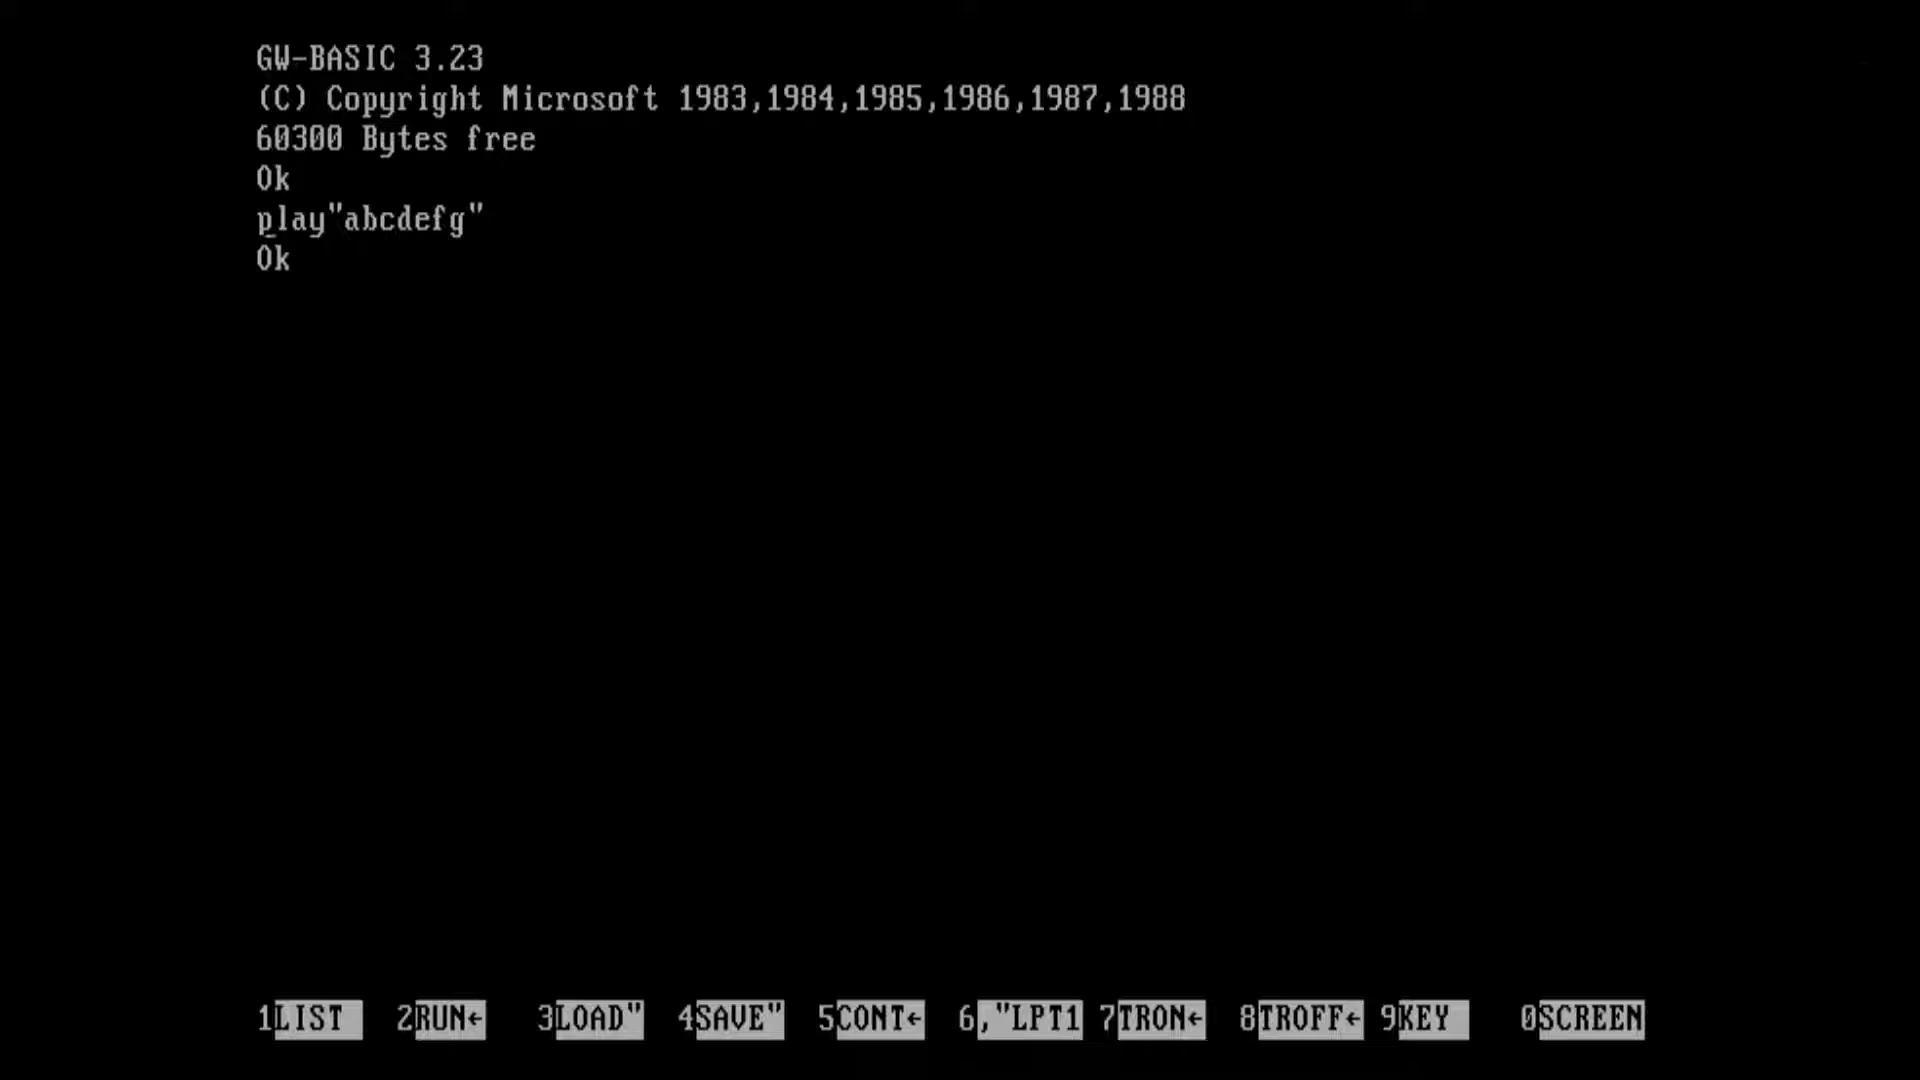 GW-BASIC 3.23
(C) Copyright Microsoft 1983,1984,1985,1986,1987,1988
60300 Bytes free
Ok
play"abcdefg"
Ok
1LIST 2RUN← 3LOAD" 4SAVE" 5CONT← 6,"LPT1 7TRON← 8TROFF← 9KEY 0SCREEN